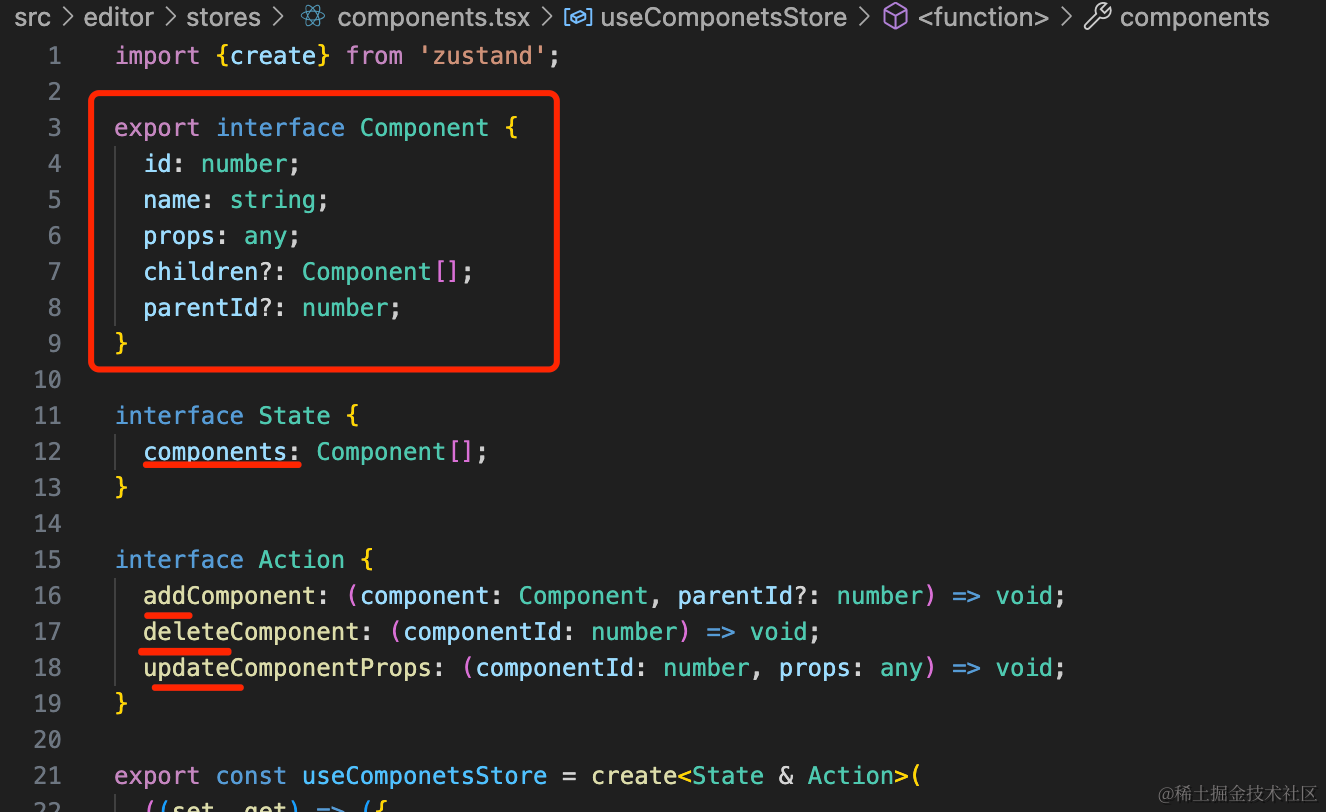 src > editor > stores > components.tsx > useComponetsStore > <function> > components
1 import {create} from 'zustand';
2
3 export interface Component {
4 id: number;
5 name: string;
6 props: any;
7 children?: Component[];
8 parentId?: number;
9 }
10
11 interface State {
12 components: Component[];
13 }
14
15 interface Action {
16 addComponent: (component: Component, parentId?: number) => void;
17 deleteComponent: (componentId: number) => void;
18 updateComponentProps: (componentId: number, props: any) => void;
19 }
20
21 export const useComponetsStore = create<State & Action>(
22 ((set, get) => ({
@稀土掘金技术社区